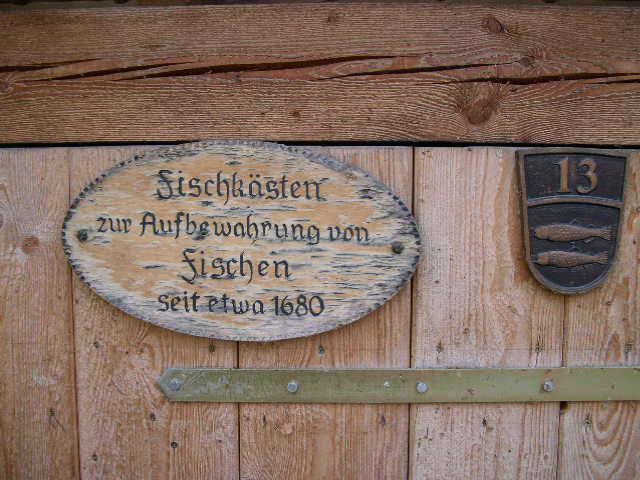 Fischkästen
zur Aufbewahrung von
Fischen
seit etwa 1680
13